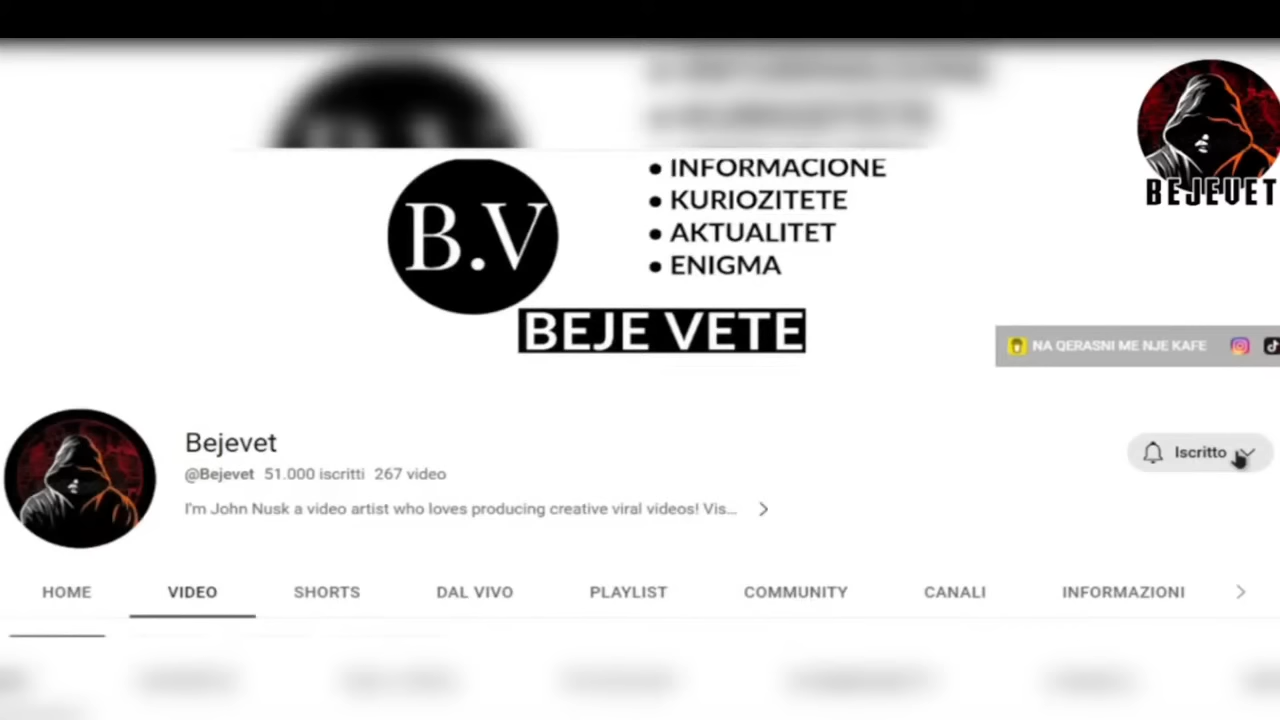 • INFORMACIONE
• KURIOZITETE
• AKTUALITET
• ENIGMA
B.V
BEJE VETE
BEJEVET
NA QERASNI ME NJE KAFE
Bejevet
@Bejevet 51.000 iscritti 267 video
Iscritto
I'm John Nusk a video artist who loves producing creative viral videos! Vis...
HOME VIDEO SHORTS DAL VIVO PLAYLIST COMMUNITY CANALI INFORMAZIONI